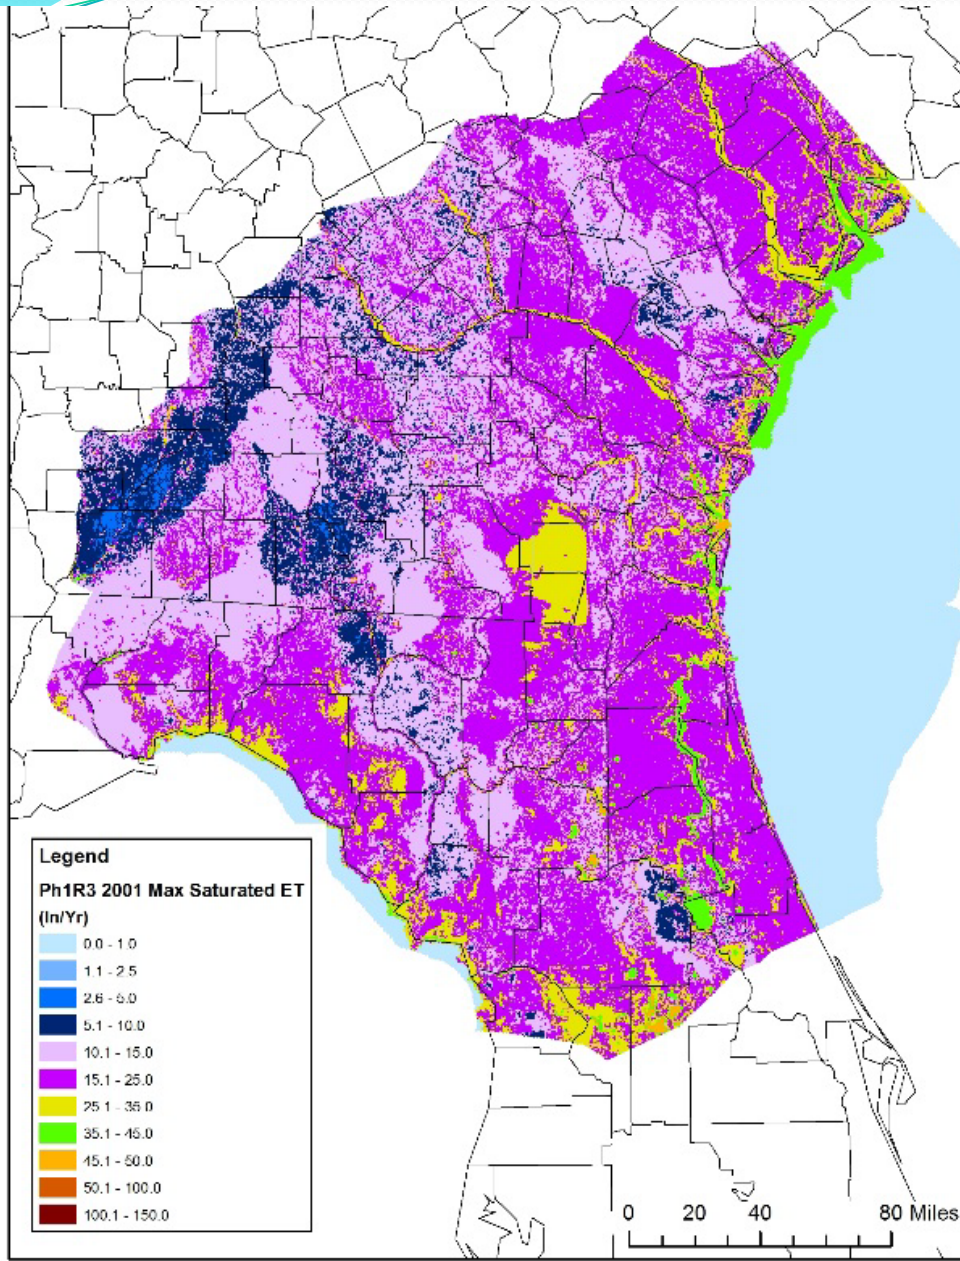 Legend
Ph1R3 2001 Max Saturated ET
(In/Yr)
0.0 - 1.0
1.1 - 2.5
2.6 - 5.0
5.1 - 10.0
10.1 - 15.0
15.1 - 25.0
25.1 - 35.0
35.1 - 45.0
45.1 - 50.0
50.1 - 100.0
100.1 - 150.0
0 20 40 80 Miles